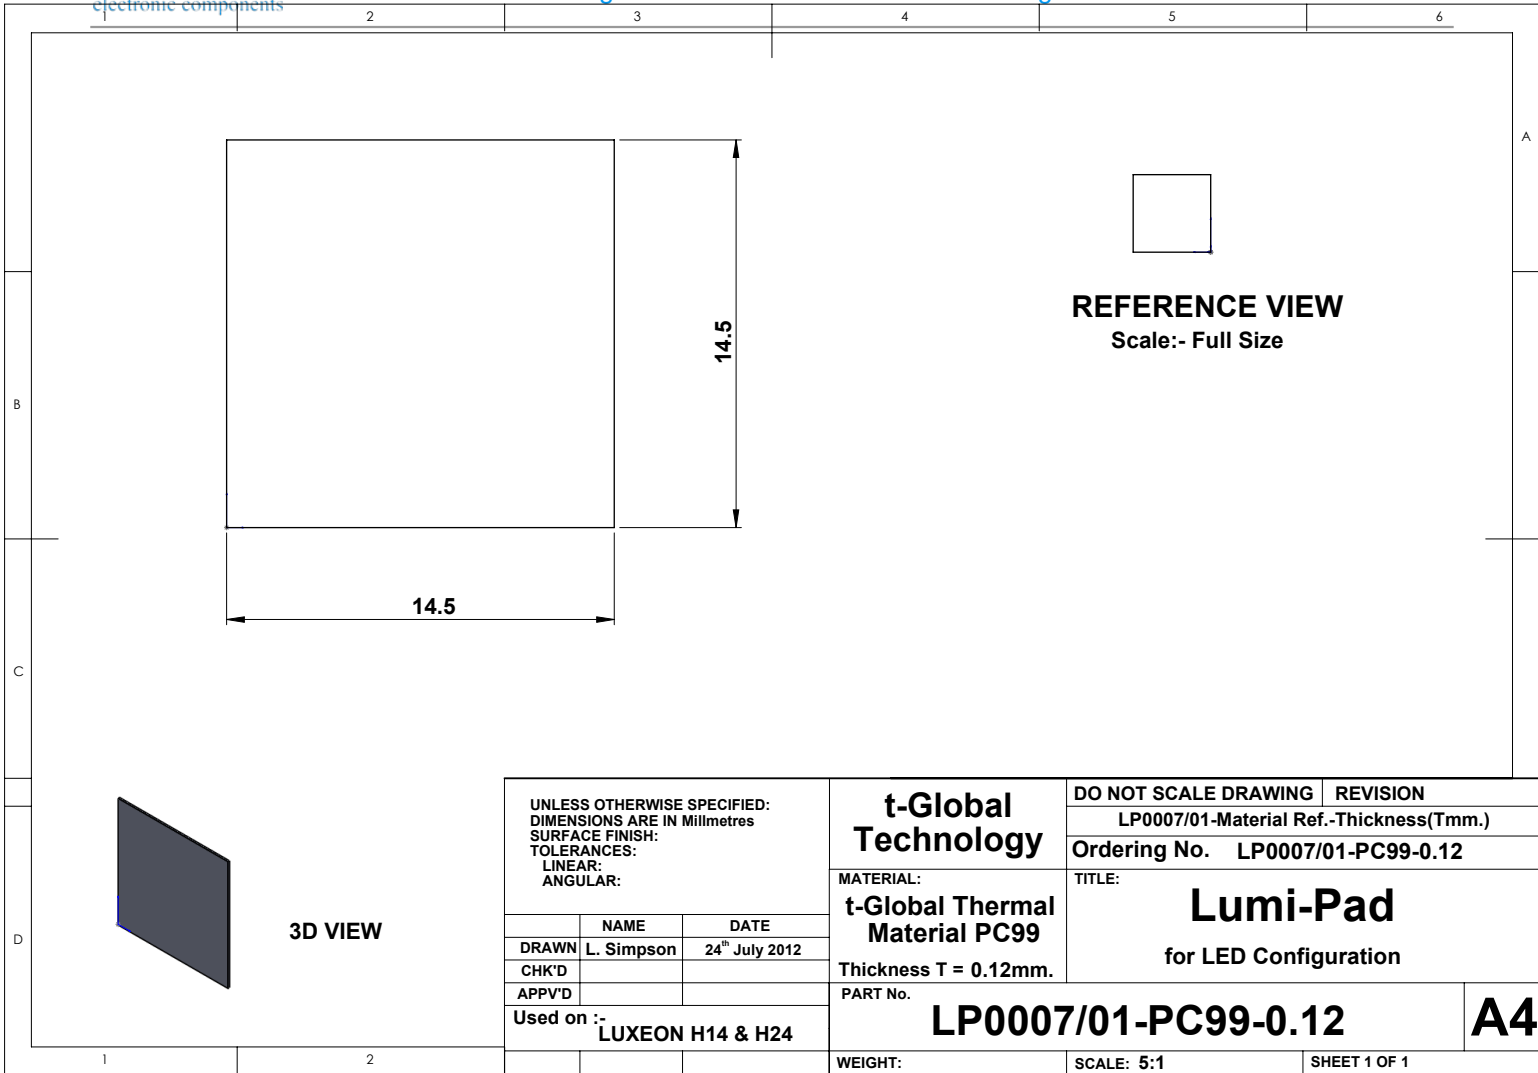 electronic components
1 2 3 4 5 6
A
14.5
REFERENCE VIEW
Scale:- Full Size
B
14.5
C
3D VIEW
D
UNLESS OTHERWISE SPECIFIED:
DIMENSIONS ARE IN Millmetres
SURFACE FINISH:
TOLERANCES:
LINEAR:
ANGULAR:
NAME DATE
DRAWN L. Simpson 24th July 2012
CHK'D
APPV'D
Used on :-
LUXEON H14 & H24
t-Global
Technology
MATERIAL:
t-Global Thermal
Material PC99
Thickness T = 0.12mm.
DO NOT SCALE DRAWING REVISION
LP0007/01-Material Ref.-Thickness(Tmm.)
Ordering No. LP0007/01-PC99-0.12
TITLE:
Lumi-Pad
for LED Configuration
PART No.
LP0007/01-PC99-0.12
A4
WEIGHT: SCALE: 5:1 SHEET 1 OF 1
1 2